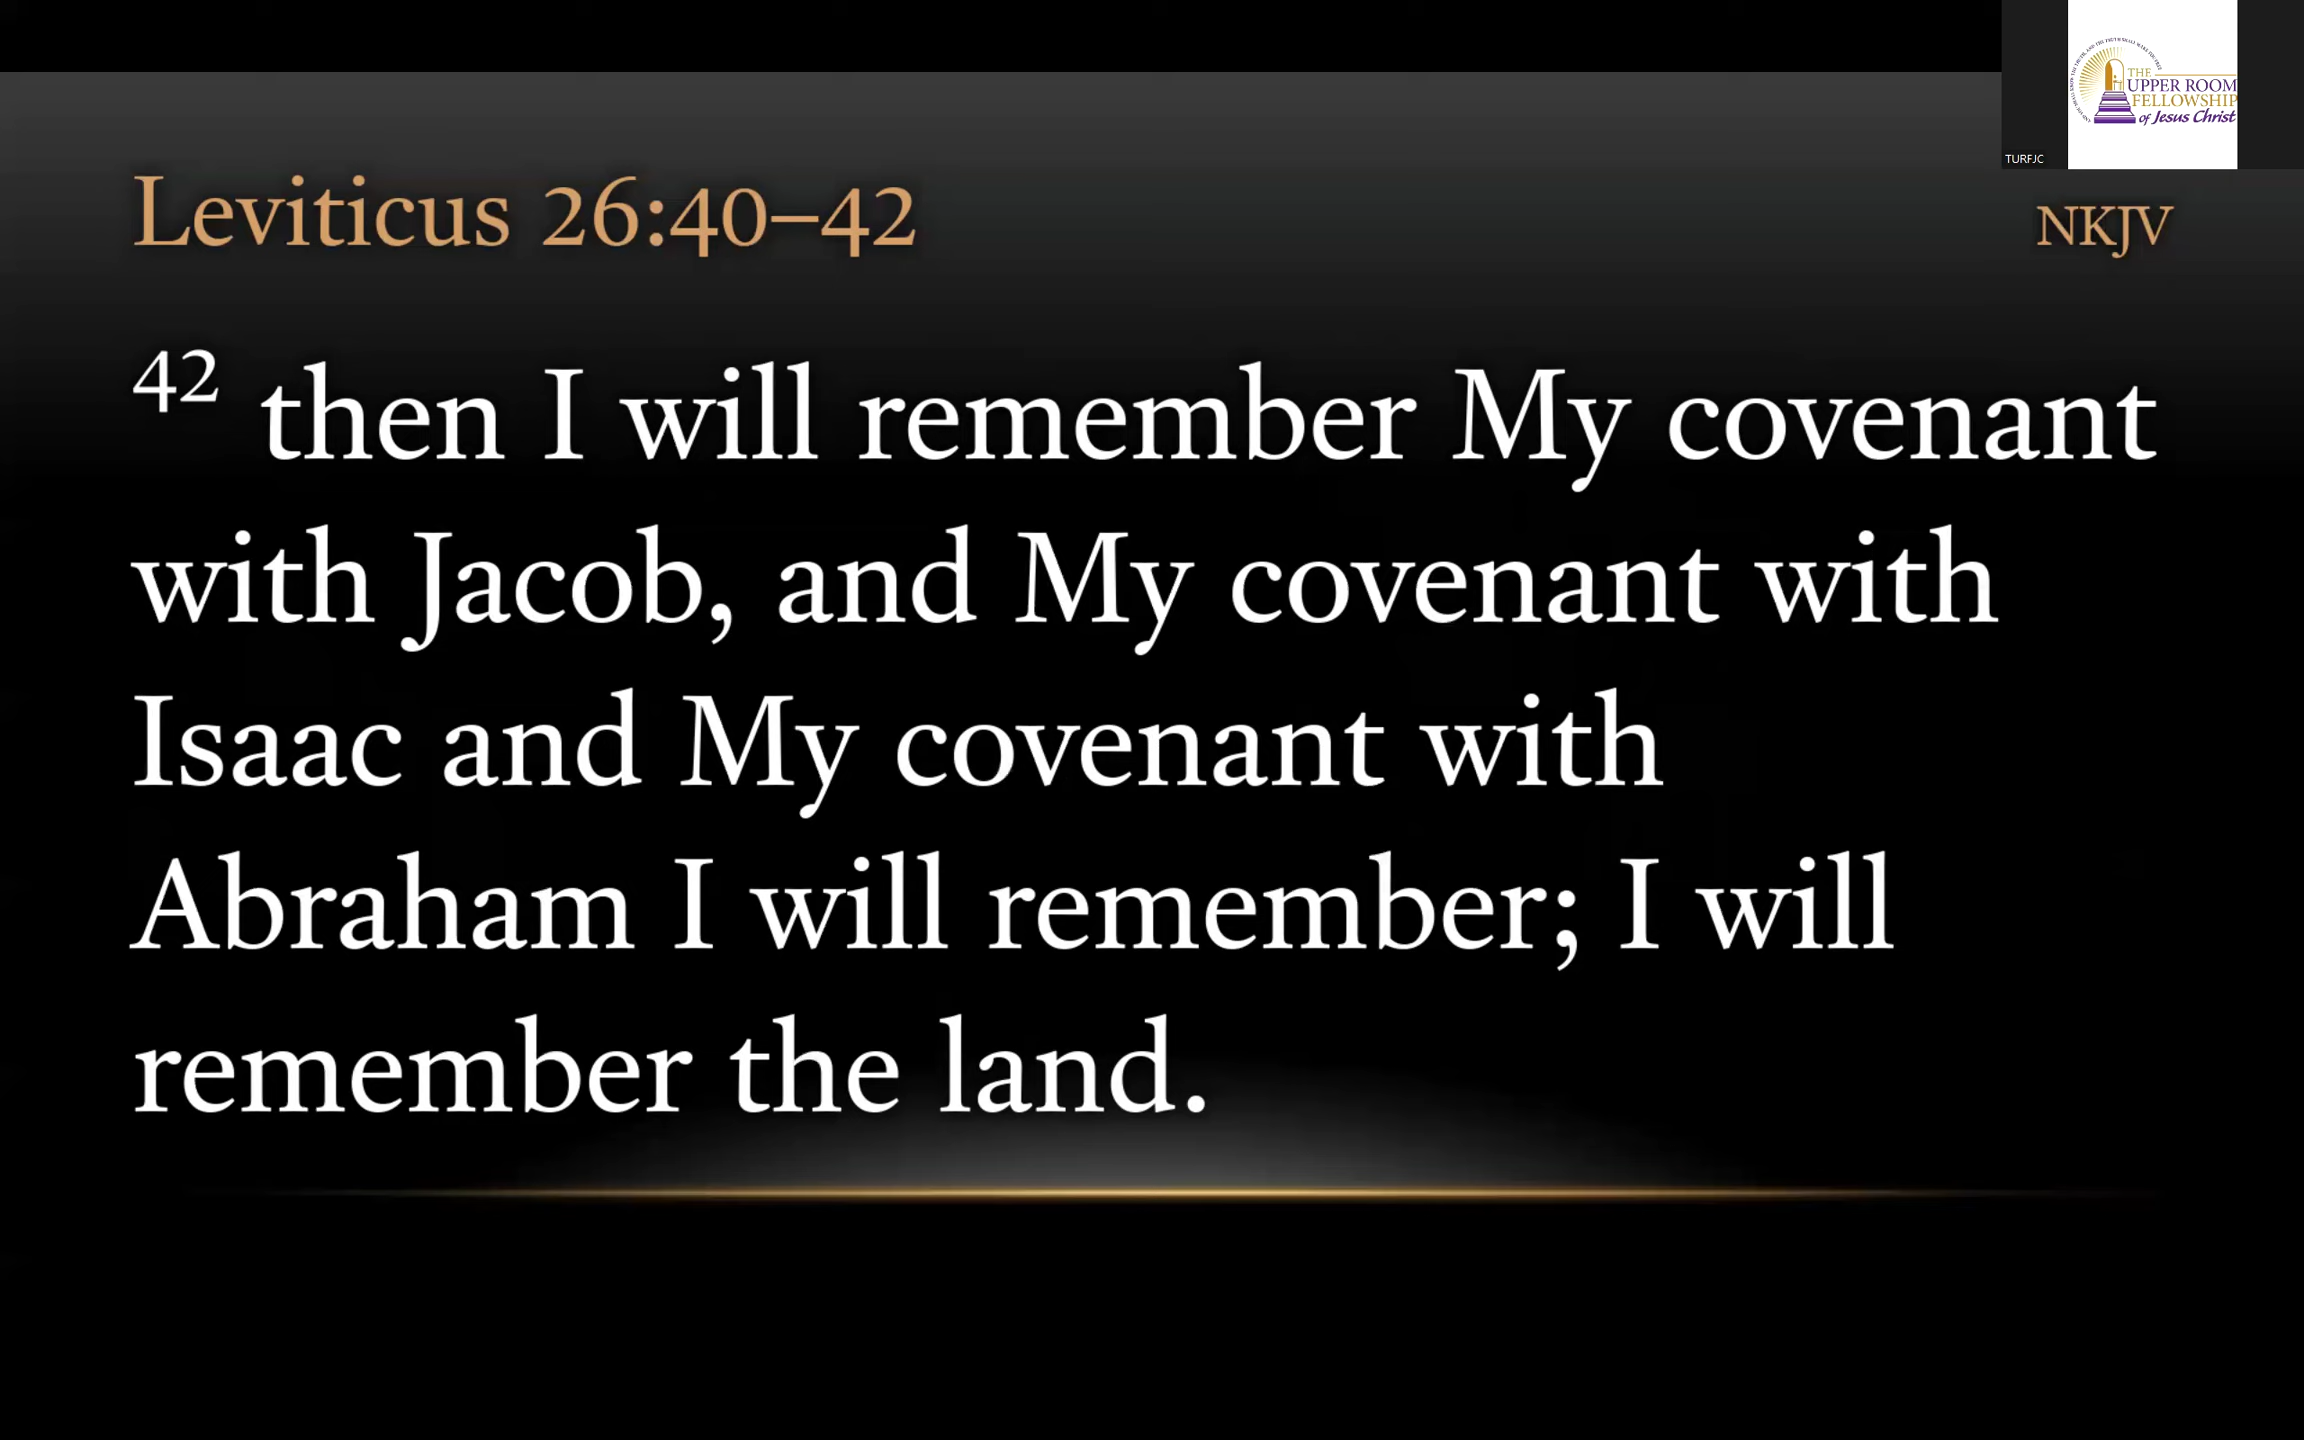 THE
UPPER ROOM
FELLOWSHIP
of Jesus Christ
TURFJC
Leviticus 26:40–42
NKJV
42 then I will remember My covenant
with Jacob, and My covenant with
Isaac and My covenant with
Abraham I will remember; I will
remember the land.